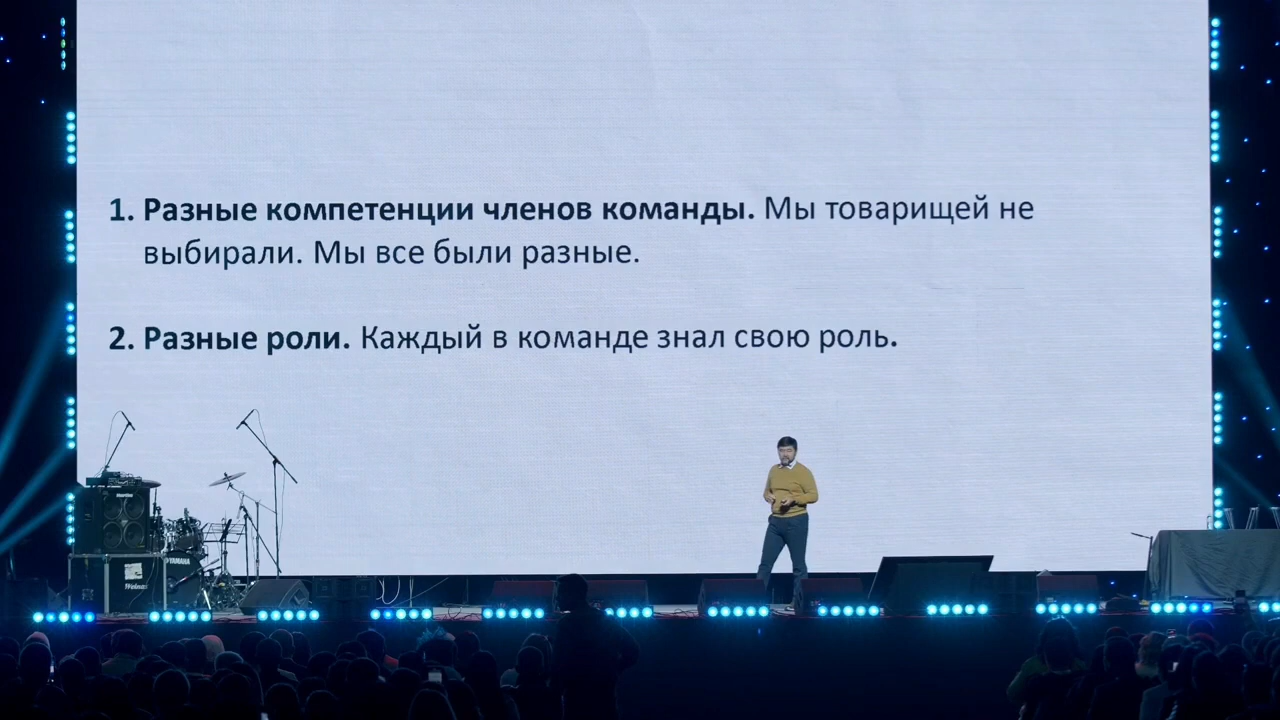 1. Разные компетенции членов команды. Мы товарищей не
выбирали. Мы все были разные.
2. Разные роли. Каждый в команде знал свою роль.
YAMAHA